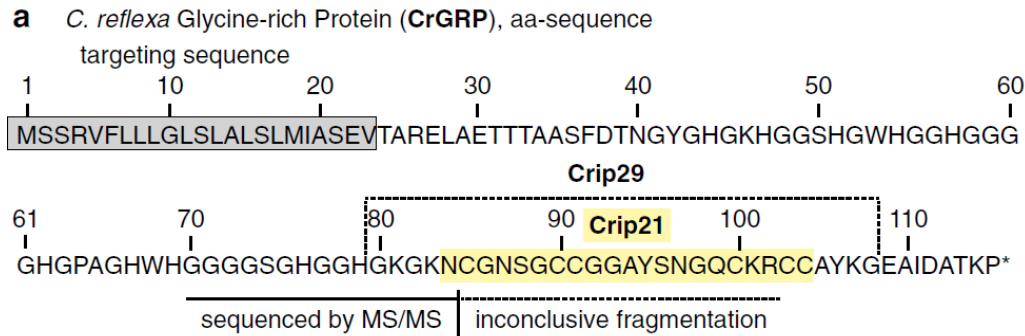 a C. reflexa Glycine-rich Protein (CrGRP), aa-sequence
targeting sequence
1 10 20 30 40 50 60
MSSRVFLLLGLSLALSLMIASEVTARELAETTTAASFDTNGYGHGKHGGSHGWHGGHGGG
Crip29
61 70 80 90 Crip21 100 110
GHGPAGHWHGGGGSGHGGHGKGKNCGNSGCCGGAYSNGQCKRCCAYKGEAIDATKP*
sequenced by MS/MS inconclusive fragmentation